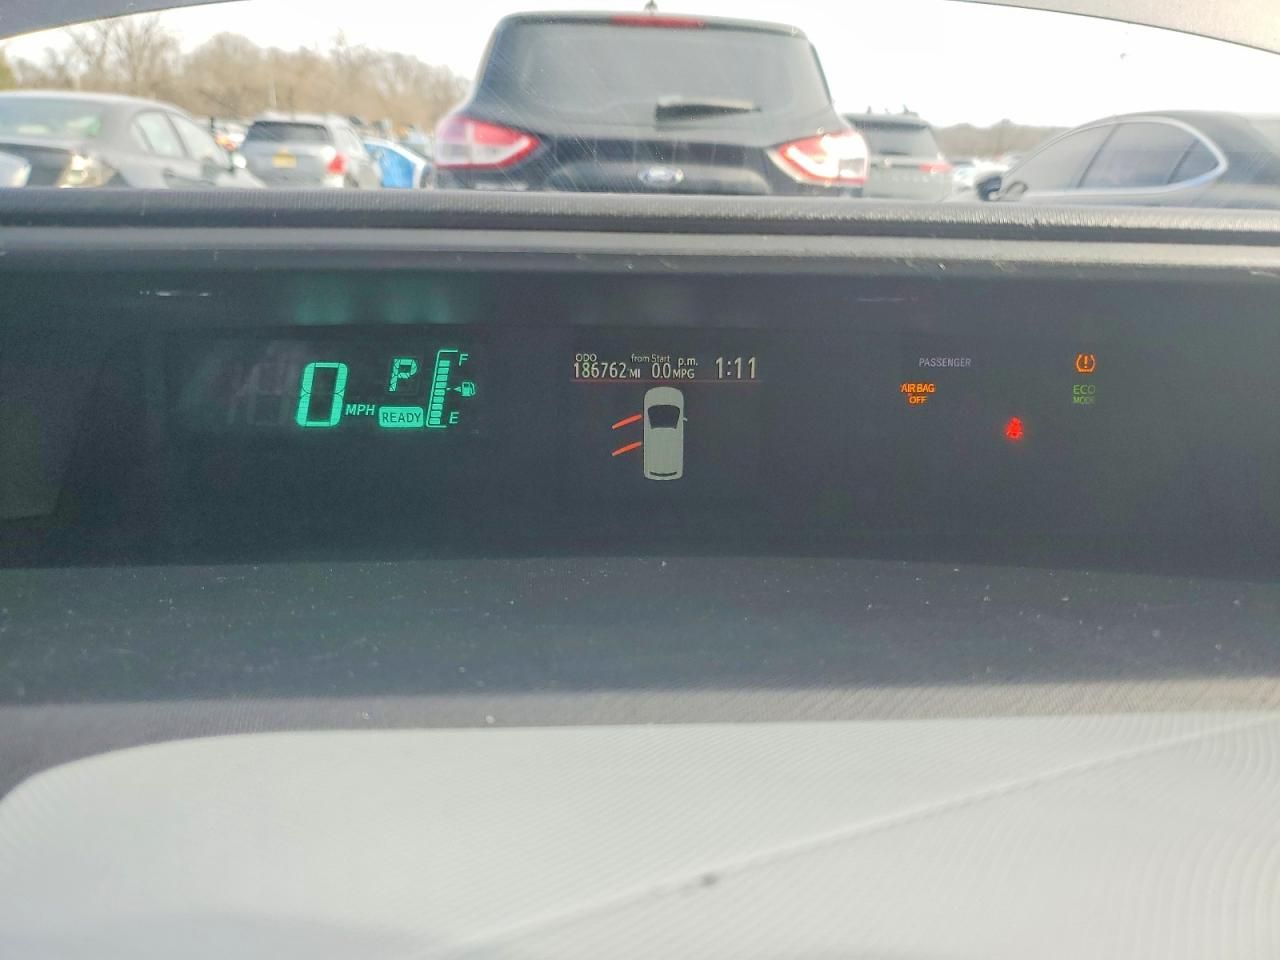 Ford
0 MPH
P
READY
F
E
ODO
186762 MI
from Start
0.0 MPG
p.m.
1:11
PASSENGER
AIR BAG
OFF
(!)
ECO
MODE